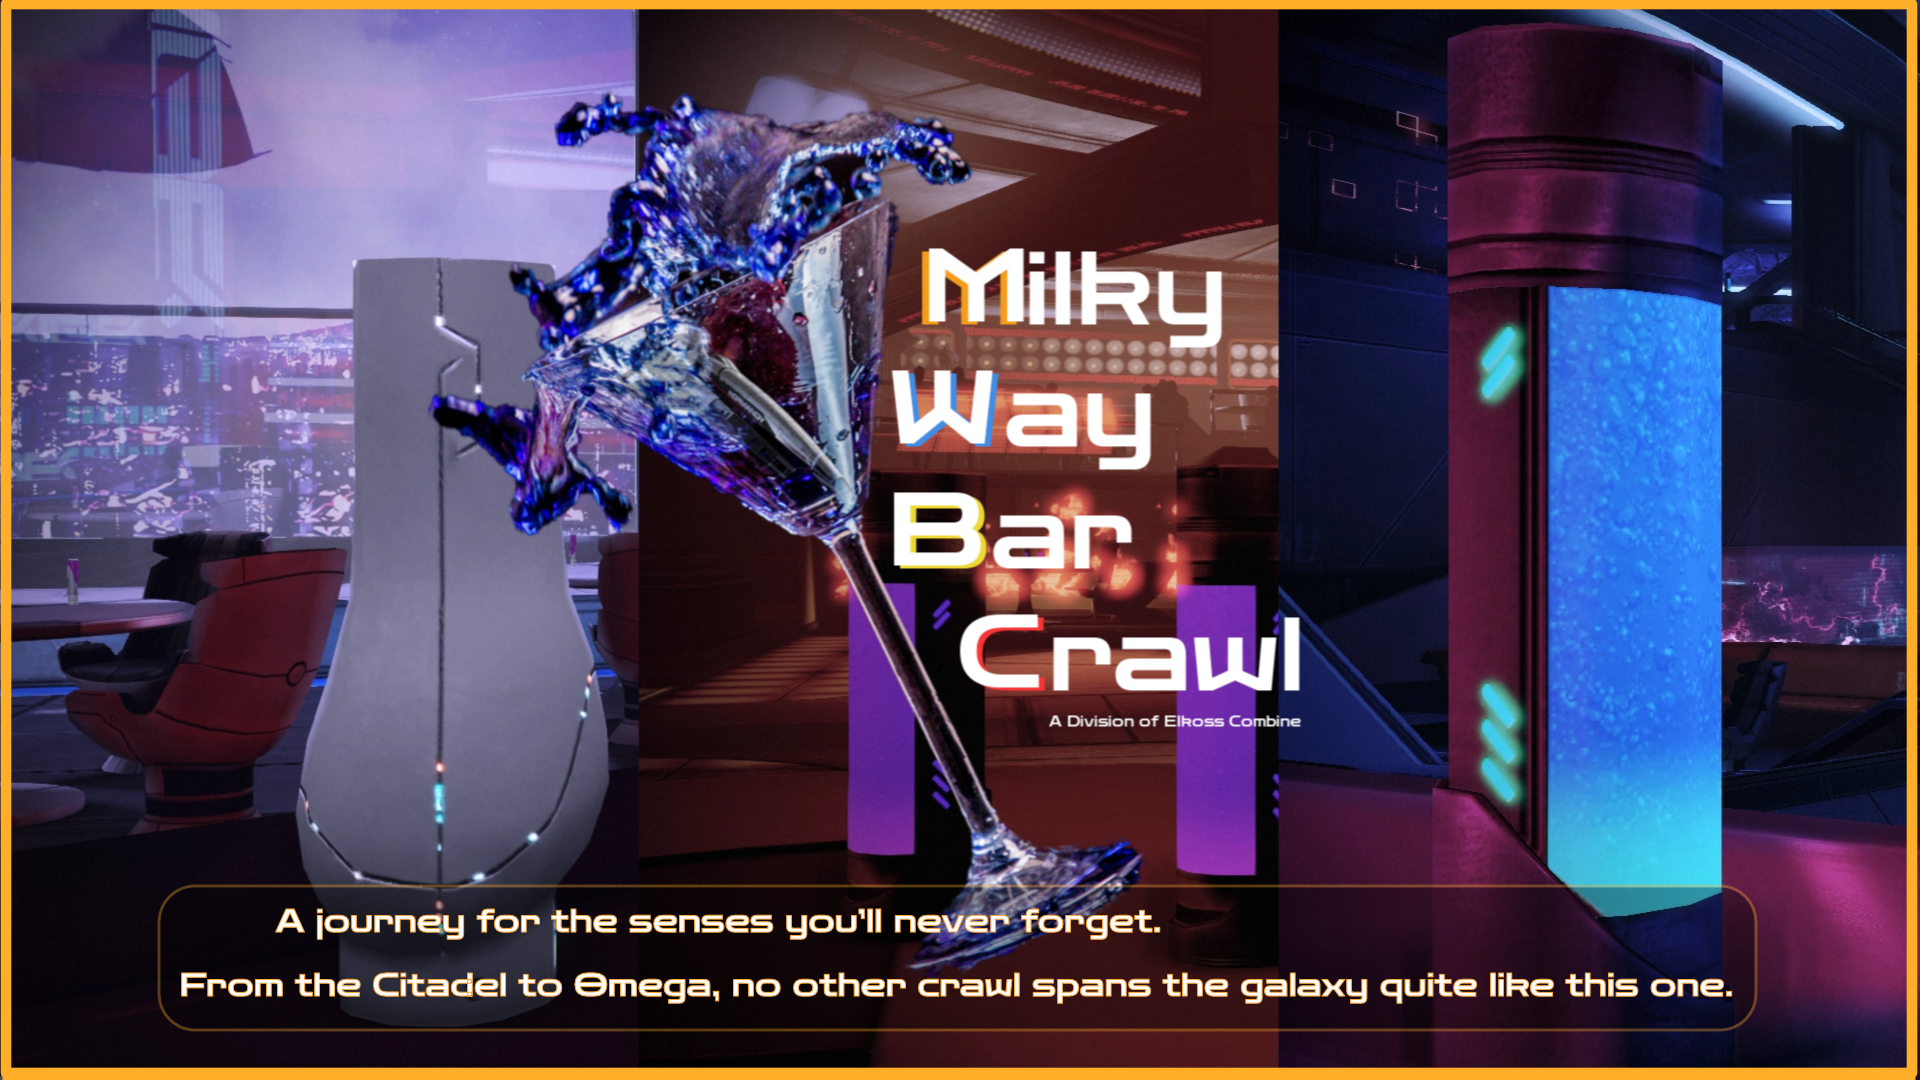 Milky
Way
Bar
Crawl
A Division of Elkoss Combine
A journey for the senses you'll never forget.
From the Citadel to Omega, no other crawl spans the galaxy quite like this one.